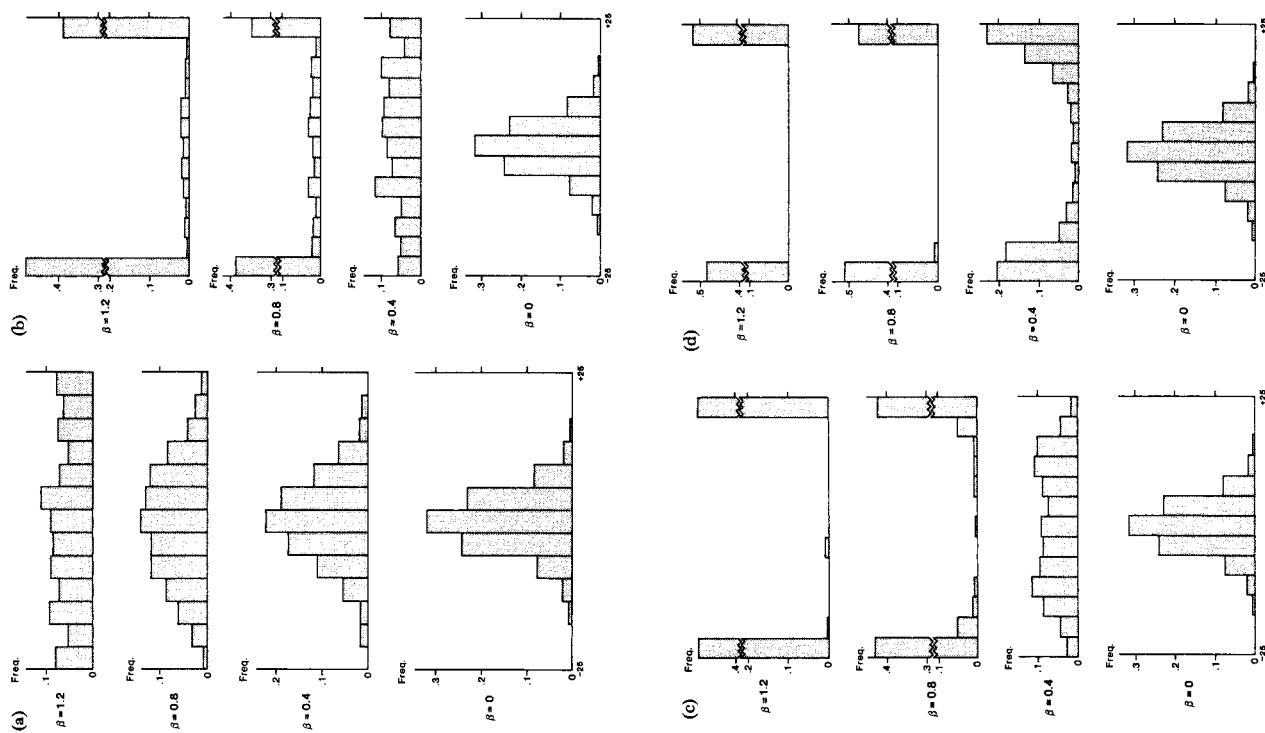 (a)
Freq.
.1
0
β=1.2
Freq.
.1
0
β=0.8
Freq.
.2
.1
0
β=0.4
Freq.
.3
.2
.1
0
β=0
-25
+25
(b)
Freq.
.4
.3
.2
.1
0
β=1.2
Freq.
.4
.3
.1
0
β=0.8
Freq.
.1
0
β=0.4
Freq.
.3
.2
.1
0
β=0
-25
+25
(c)
Freq.
.4
.1
0
β=1.2
Freq.
.3
.1
0
β=0.8
Freq.
.1
0
β=0.4
Freq.
.3
.2
.1
0
β=0
-25
+25
(d)
Freq.
.5
.4
.1
0
β=1.2
Freq.
.5
.4
.1
0
β=0.8
Freq.
.2
.1
0
β=0.4
Freq.
.3
.2
.1
0
β=0
-25
+25